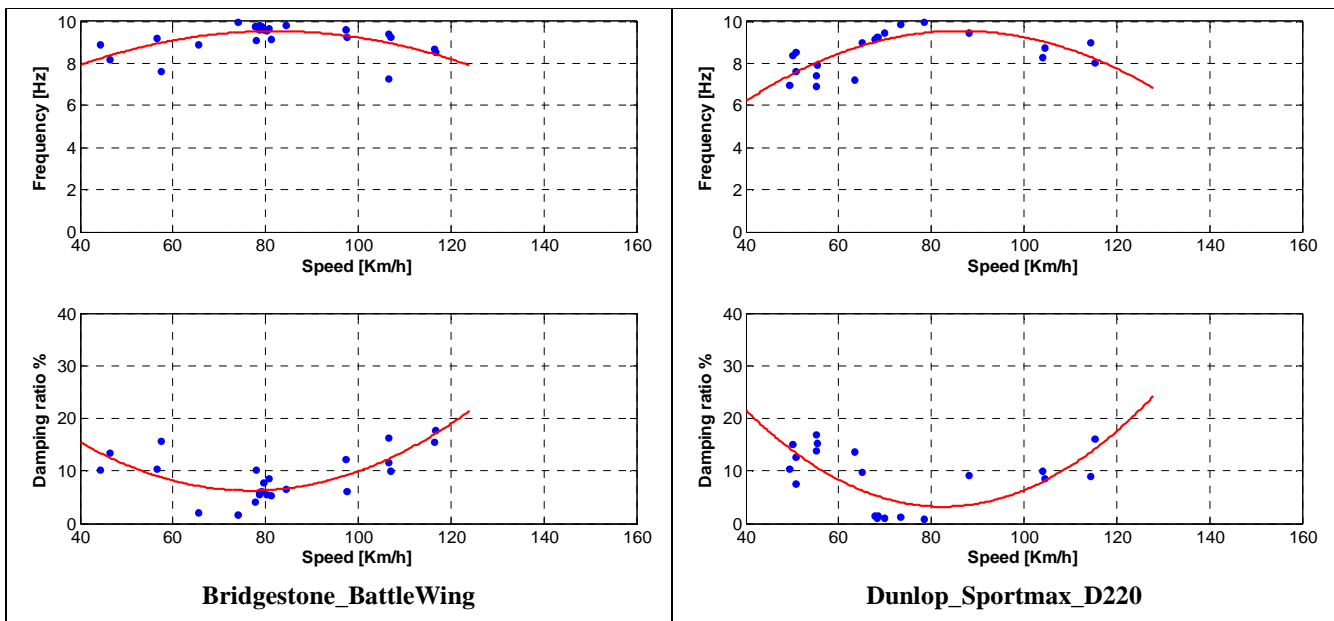 10
8
6
4
2
0
Frequency [Hz]
40 60 80 100 120 140 160
Speed [Km/h]
40
30
20
10
0
Damping ratio %
40 60 80 100 120 140 160
Speed [Km/h]
Bridgestone_BattleWing
10
8
6
4
2
0
Frequency [Hz]
40 60 80 100 120 140 160
Speed [Km/h]
40
30
20
10
0
Damping ratio %
40 60 80 100 120 140 160
Speed [Km/h]
Dunlop_Sportmax_D220